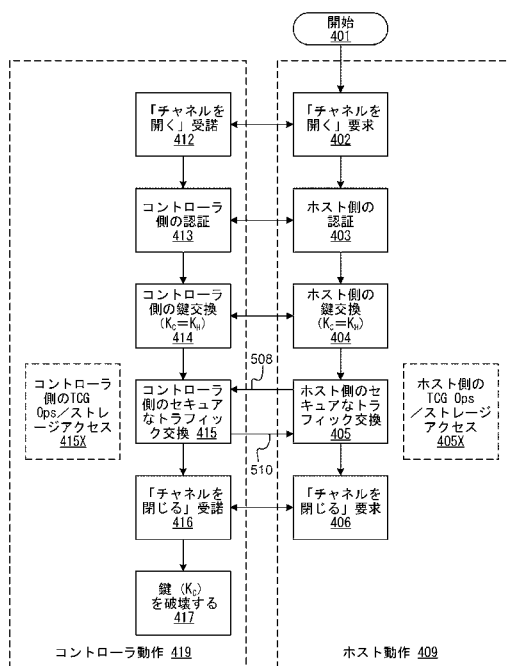 開始
401
「チャネルを
開く」受諾
412
「チャネルを
開く」要求
402
コントローラ
側の認証
413
ホスト側の
認証
403
コントローラ
側の鍵交換
(KC=KH)
414
ホスト側の
鍵交換
(KC=KH)
404
508
コントローラ
側のTCG
Ops/ストレ
ージアクセス
415X
コントローラ
側のセキュア
なトラフィッ
ク交換 415
ホスト側のセキ
ュアなトラフィ
ック交換 405
ホスト側の
TCG Ops
/ストレージ
アクセス
405X
510
「チャネルを
閉じる」受諾
416
「チャネルを
閉じる」要求
406
鍵 (KC)
を破壊する
417
コントローラ動作 419
ホスト動作 409